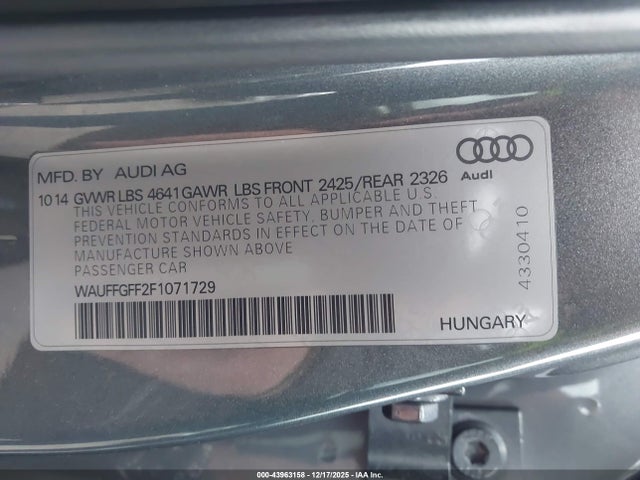 MFD. BY AUDI AG
Audi
10 14 GVWR LBS 4641 GAWR LBS FRONT 2425/REAR 2326
THIS VEHICLE CONFORMS TO ALL APPLICABLE U.S.
FEDERAL MOTOR VEHICLE SAFETY, BUMPER AND THEFT
PREVENTION STANDARDS IN EFFECT ON THE DATE OF
MANUFACTURE SHOWN ABOVE
PASSENGER CAR
WAUFFGFF2F1071729
4330410
HUNGARY
000-43963158 - 12/17/2025 - IAA Inc.